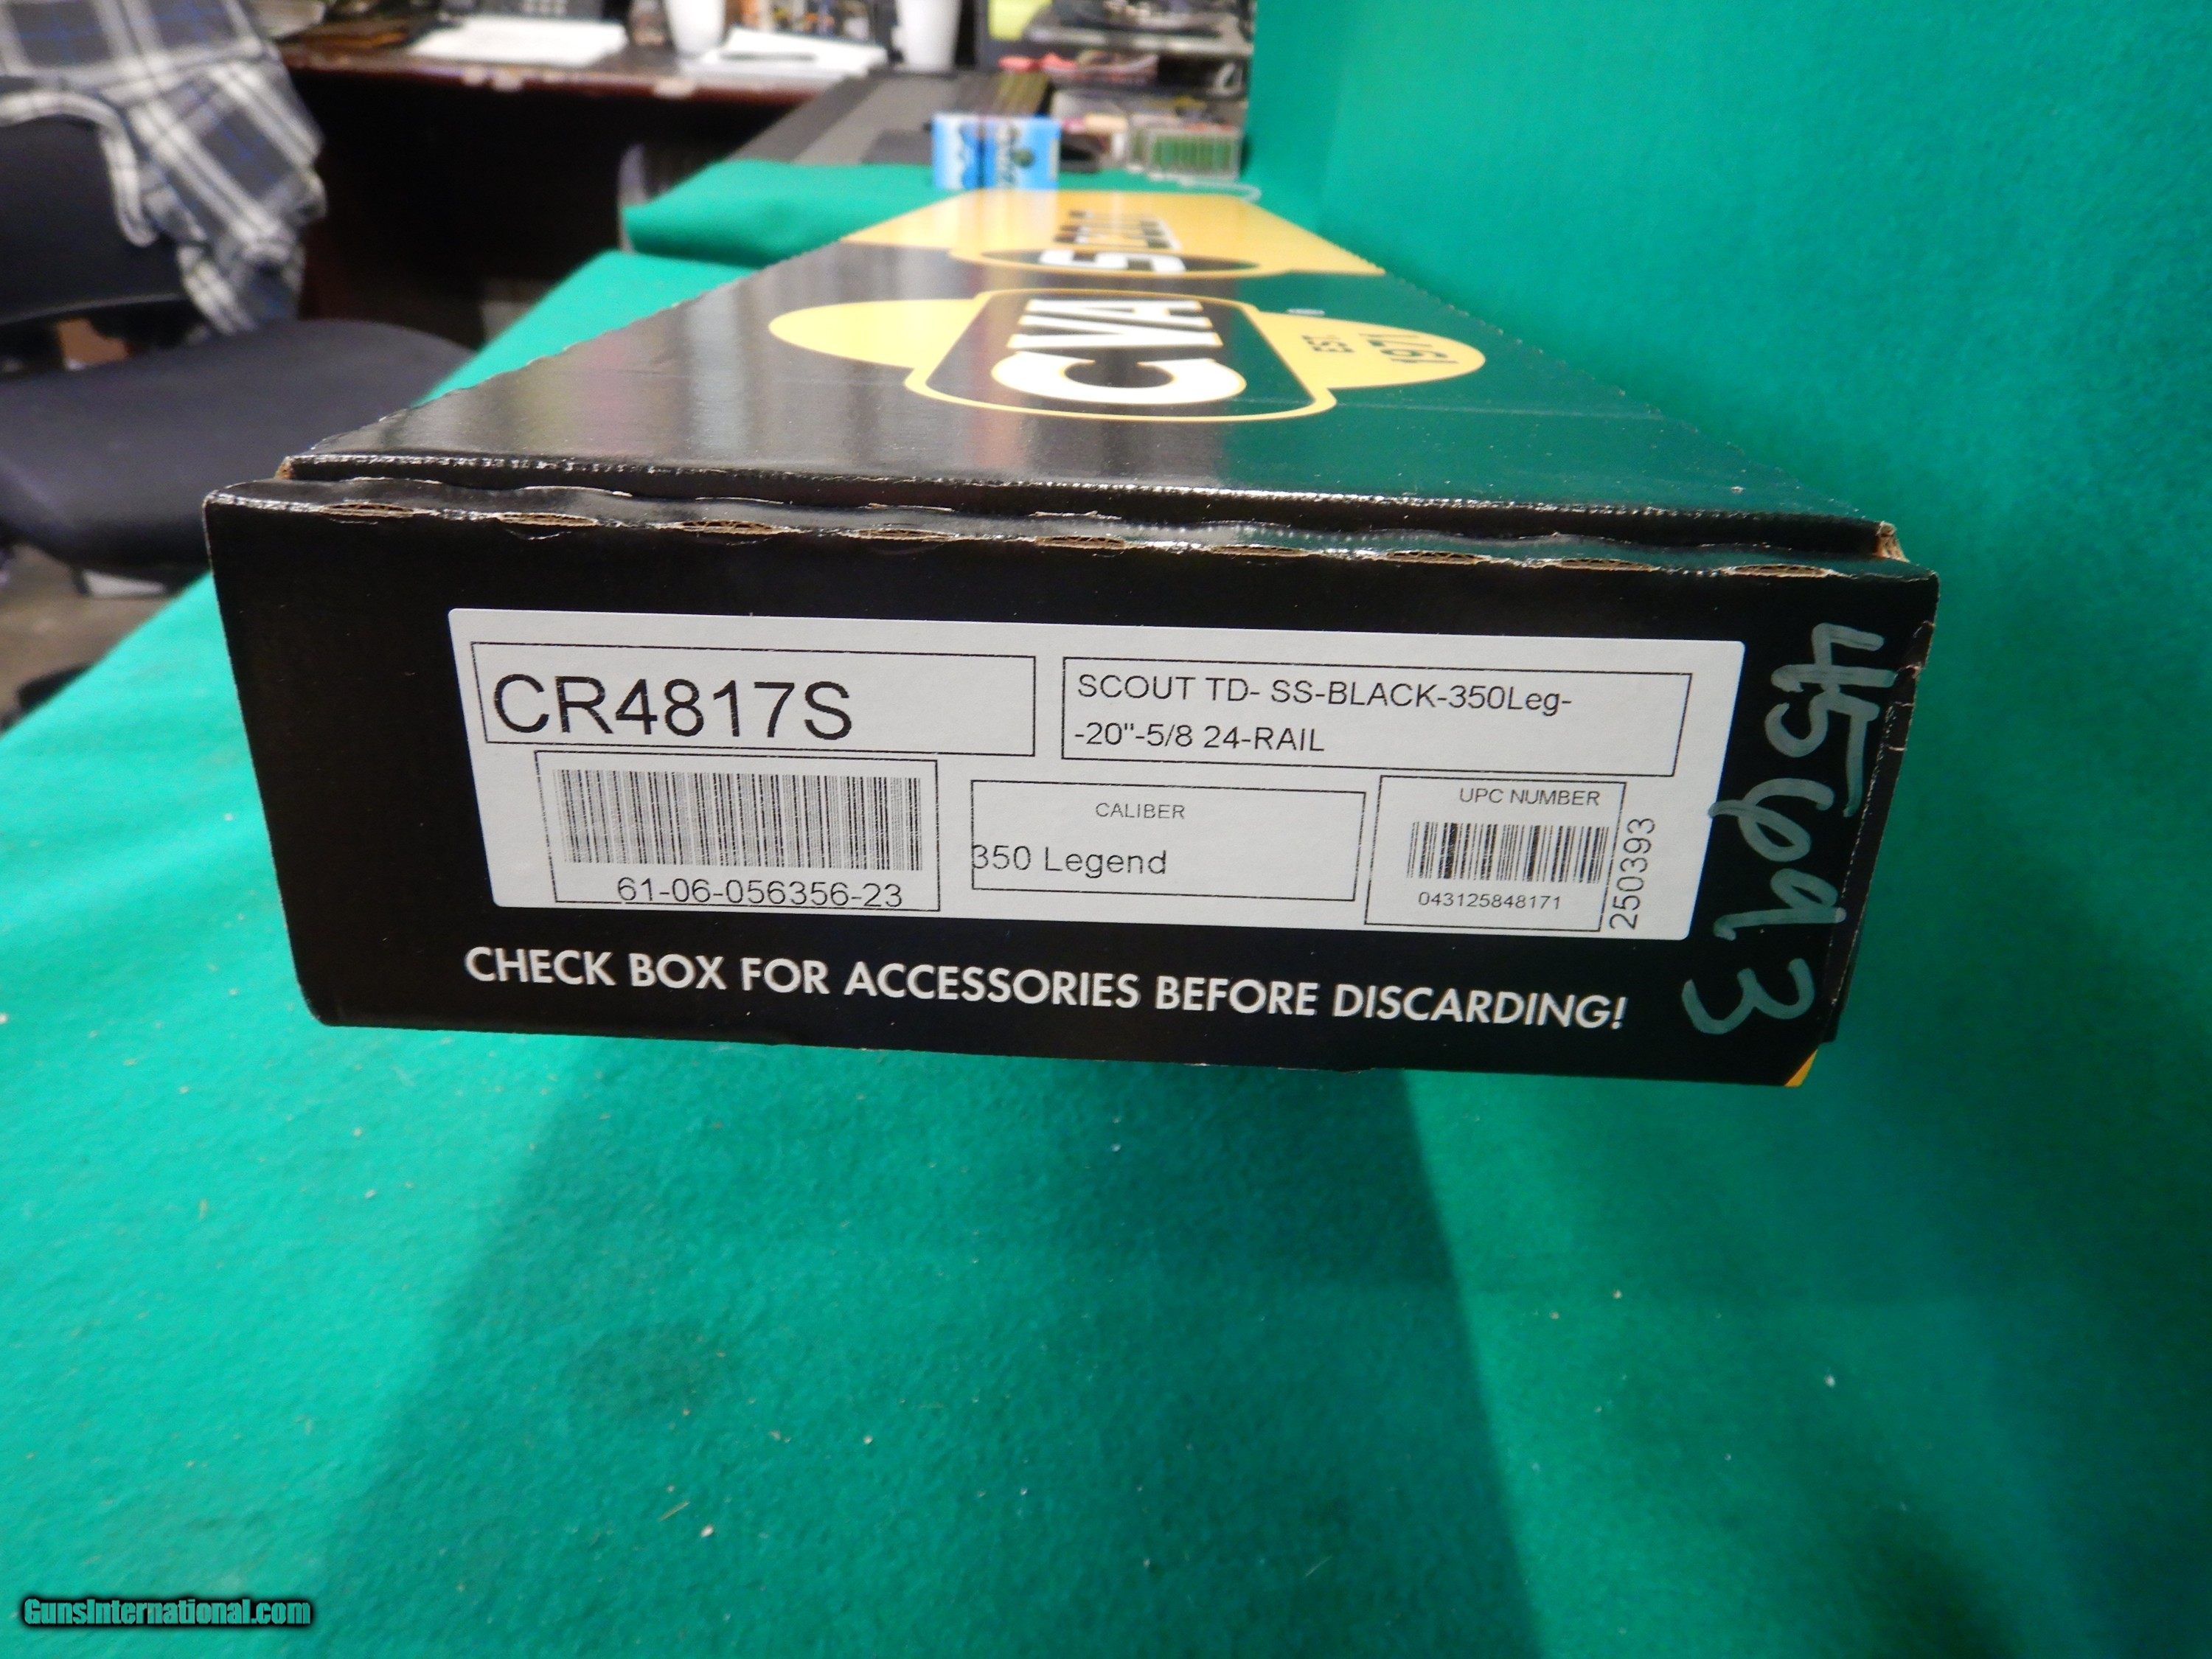 CVA
EST.
1971
CR4817S
SCOUT TD- SS-BLACK-350Leg-
-20"-5/8 24-RAIL
61-06-056356-23
CALIBER
350 Legend
UPC NUMBER
043125848171
250393
45693
CHECK BOX FOR ACCESSORIES BEFORE DISCARDING!
GunsInternational.com